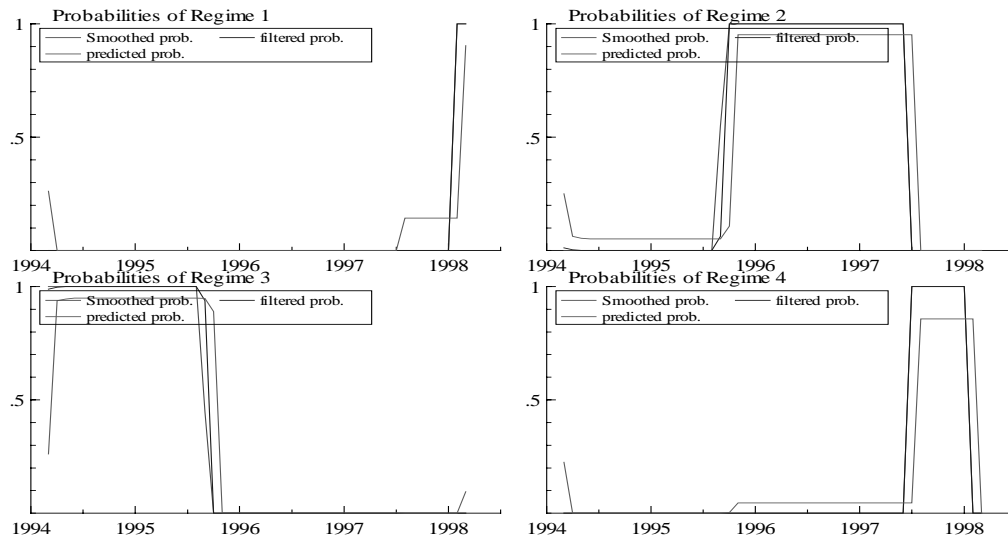 Probabilities of Regime 1
1
Smoothed prob.
filtered prob.
predicted prob.
.5
1994
1995
1996
1997
1998
Probabilities of Regime 2
1
Smoothed prob.
filtered prob.
predicted prob.
.5
1994
1995
1996
1997
1998
Probabilities of Regime 3
1
Smoothed prob.
filtered prob.
predicted prob.
.5
1994
1995
1996
1997
1998
Probabilities of Regime 4
1
Smoothed prob.
filtered prob.
predicted prob.
.5
1994
1995
1996
1997
1998